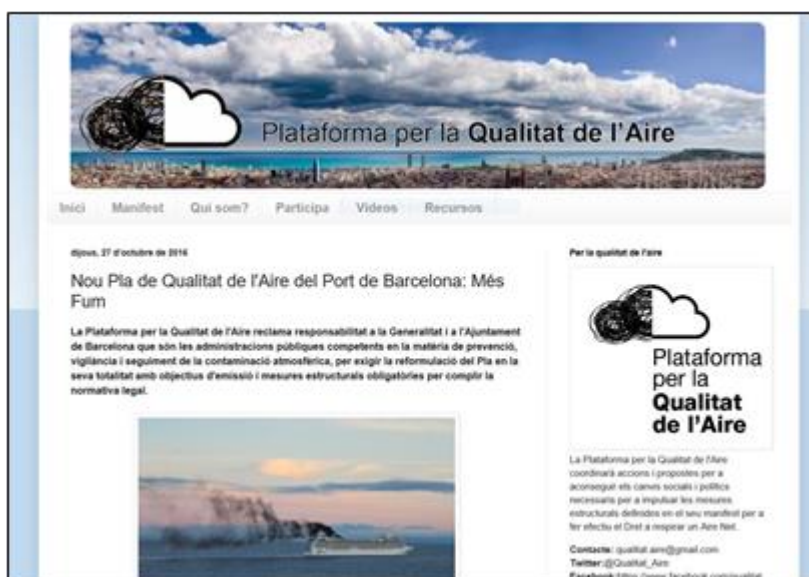 Plataforma per la Qualitat de l'Aire
Inici Manifest Qui som? Participa Videos Recursos
dijous, 27 d'octubre de 2016
Nou Pla de Qualitat de l'Aire del Port de Barcelona: Més
Fum
La Plataforma per la Qualitat de l'Aire reclama responsabilitat a la Generalitat i a l'Ajuntament
de Barcelona que són les administracions públiques competents en la matèria de prevenció,
vigilància i seguiment de la contaminació atmosfèrica, per exigir la reformulació del Pla en la
seva totalitat amb objectius d'emissió i mesures estructurals obligatòries per complir la
normativa legal.
Per la qualitat de l'aire
Plataforma
per la
Qualitat
de l'Aire
La Plataforma per la Qualitat de l'Aire
coordinarà accions i propostes per a
aconseguir els canvis socials i polítics
necessaris per a impulsar les mesures
estructurals definides en el seu manifest per a
fer efectiu el Dret a respirar un Aire Net.
Contacte: qualitat.aire@gmail.com
Twitter: @Qualitat_Aire
Facebook: https://www.facebook.com/qualitat